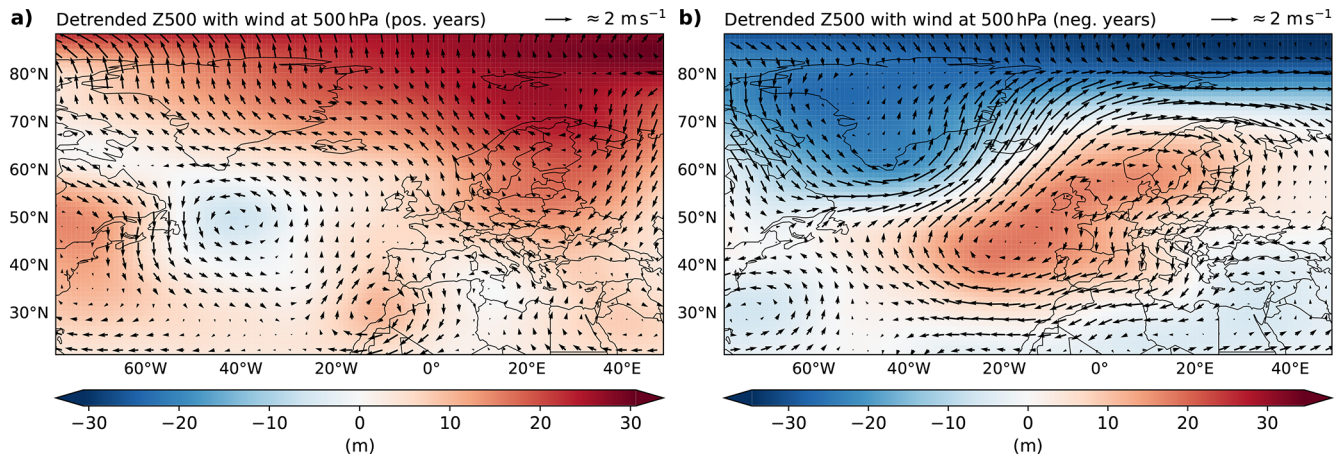 a) Detrended Z500 with wind at 500 hPa (pos. years) ≈ 2 m s⁻¹
80°N
70°N
60°N
50°N
40°N
30°N
60°W 40°W 20°W 0° 20°E 40°E
−30 −20 −10 0 10 20 30
(m)
b) Detrended Z500 with wind at 500 hPa (neg. years) ≈ 2 m s⁻¹
80°N
70°N
60°N
50°N
40°N
30°N
60°W 40°W 20°W 0° 20°E 40°E
−30 −20 −10 0 10 20 30
(m)